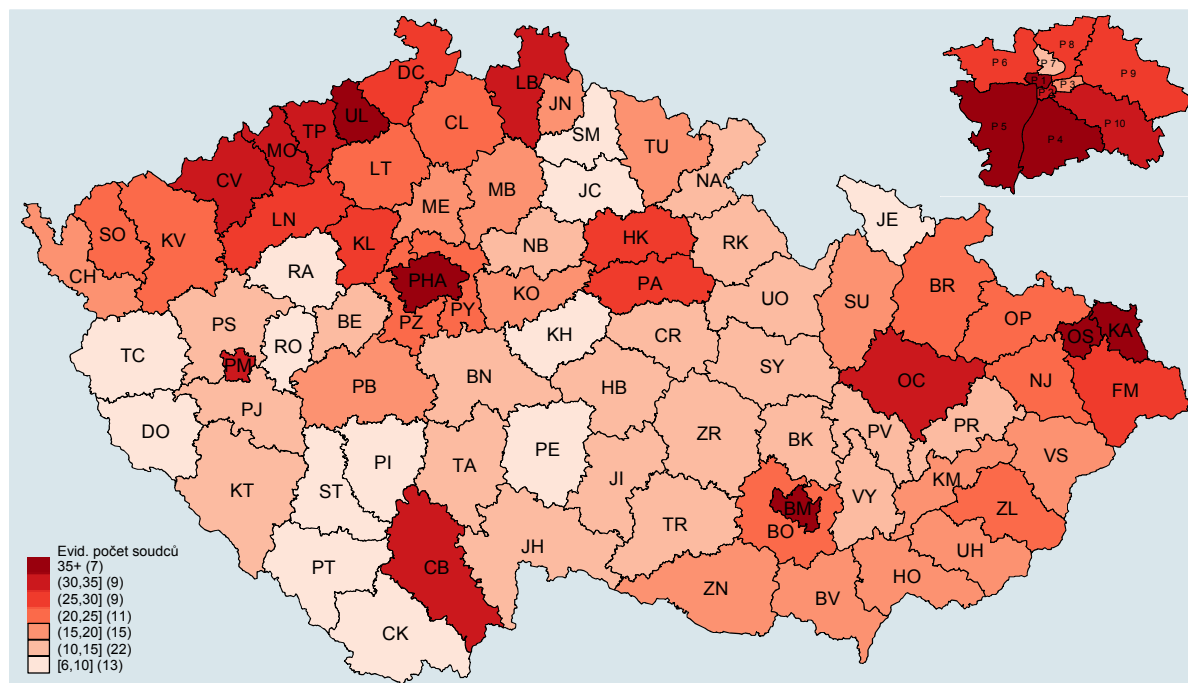 DC
LB
P 8
P 6
P 7
P 9
P 1
P 3
P 2
P 5
P 4
P 10
UL
JN
TP
CL
SM
TU
MO
CV
LT
JC
NA
MB
ME
LN
SO
KV
KL
NB
HK
RK
JE
CH
RA
PHA
KO
PA
UO
SU
BR
OP
PS
BE
PZ
PY
KH
CR
OS
KA
TC
RO
PM
SY
PB
BN
HB
OC
NJ
FM
PJ
DO
ZR
BK
PV
PR
PI
TA
PE
VS
KT
ST
JI
VY
KM
BM
ZL
TR
BO
JH
UH
PT
CB
ZN
BV
HO
CK
Evid. počet soudců
35+ (7)
(30,35] (9)
(25,30] (9)
(20,25] (11)
(15,20] (15)
(10,15] (22)
[6,10] (13)